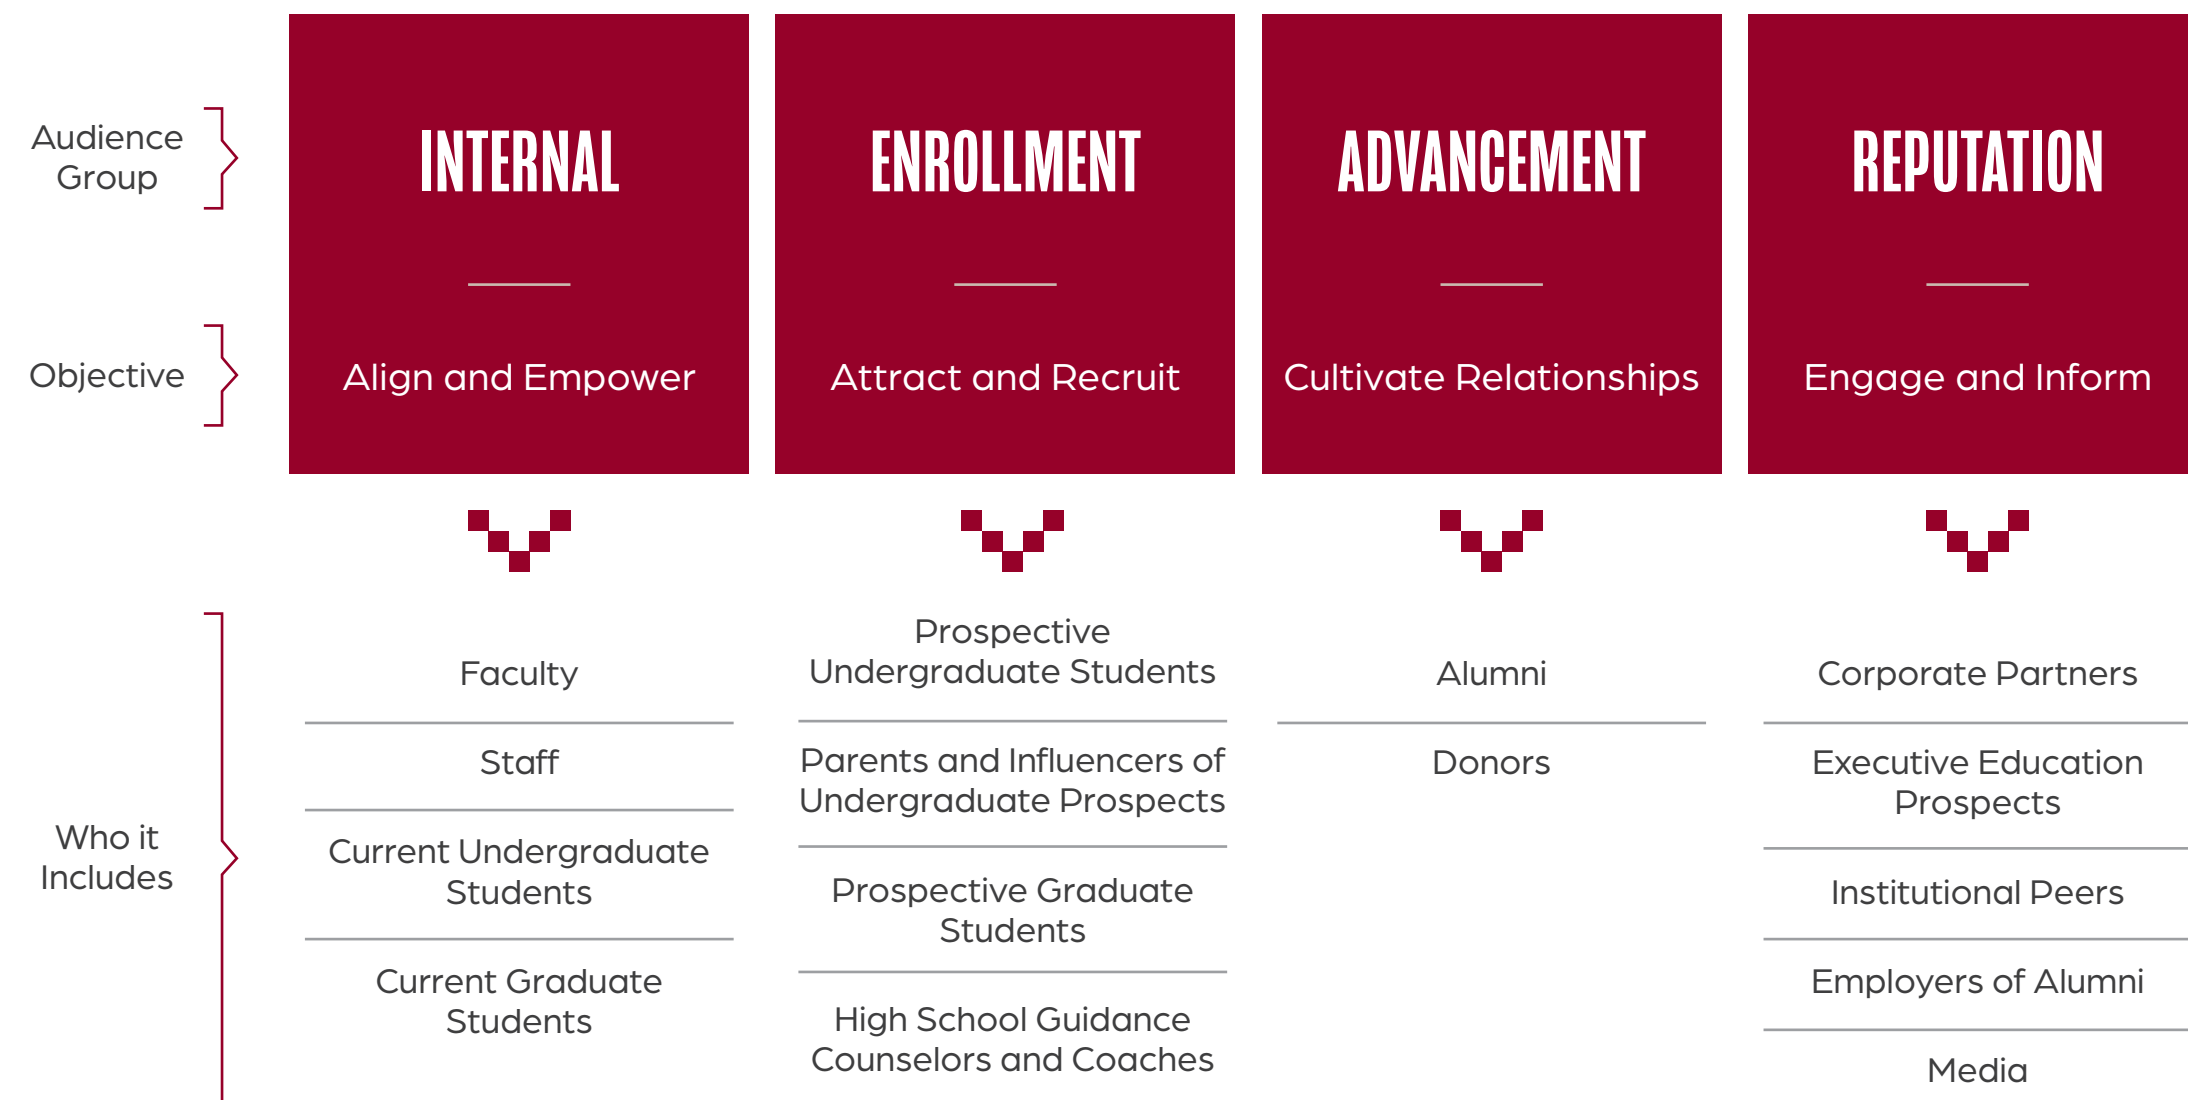 Audience
Group
INTERNAL
ENROLLMENT
ADVANCEMENT
REPUTATION
Objective
Align and Empower
Attract and Recruit
Cultivate Relationships
Engage and Inform
Who it
Includes
Faculty
Staff
Current Undergraduate
Students
Current Graduate
Students
Prospective
Undergraduate Students
Parents and Influencers of
Undergraduate Prospects
Prospective Graduate
Students
High School Guidance
Counselors and Coaches
Alumni
Donors
Corporate Partners
Executive Education
Prospects
Institutional Peers
Employers of Alumni
Media